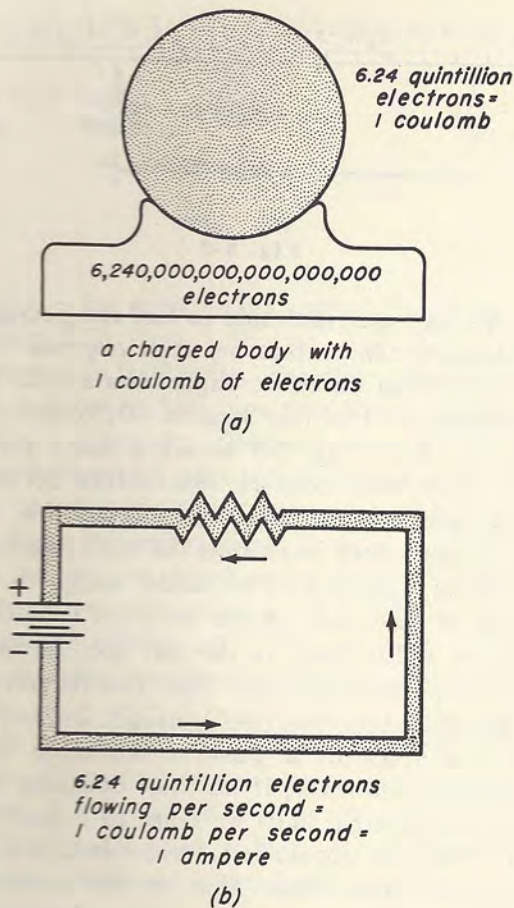 6.24 quintillion
electrons =
1 coulomb
6,240,000,000,000,000,000
electrons
a charged body with
1 coulomb of electrons
(a)
+
-
6.24 quintillion electrons
flowing per second =
1 coulomb per second =
1 ampere
(b)